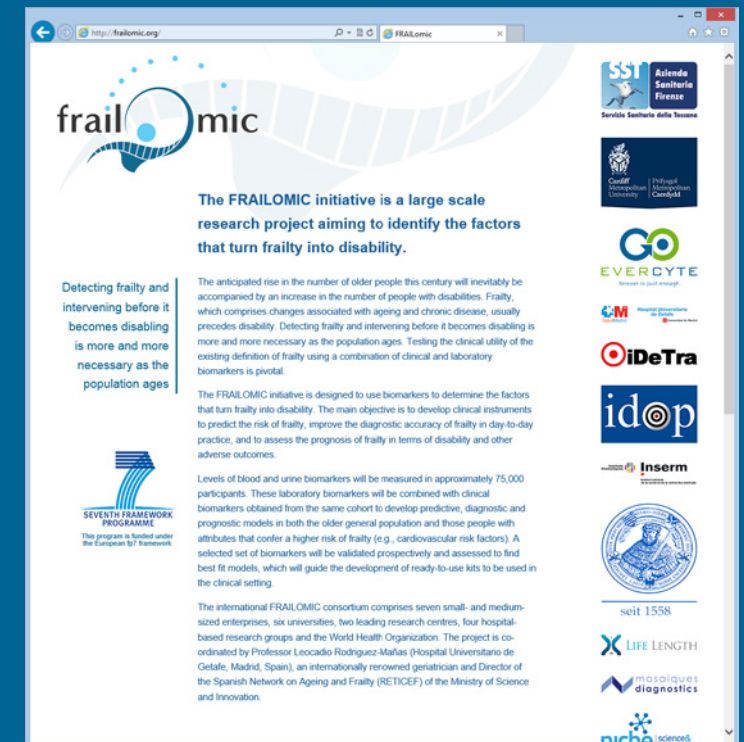 http://frailomic.org/
FRAILomic
frailomic
The FRAILOMIC initiative is a large scale
research project aiming to identify the factors
that turn frailty into disability.
Detecting frailty and
intervening before it
becomes disabling
is more and more
necessary as the
population ages
The anticipated rise in the number of older people this century will inevitably be
accompanied by an increase in the number of people with disabilities. Frailty,
which comprises changes associated with ageing and chronic disease, usually
precedes disability. Detecting frailty and intervening before it becomes disabling is
more and more necessary as the population ages. Testing the clinical utility of the
existing definition of frailty using a combination of clinical and laboratory
biomarkers is pivotal.
The FRAILOMIC initiative is designed to use biomarkers to determine the factors
that turn frailty into disability. The main objective is to develop clinical instruments
to predict the risk of frailty, improve the diagnostic accuracy of frailty in day-to-day
practice, and to assess the prognosis of frailty in terms of disability and other
adverse outcomes.
SEVENTH FRAMEWORK
PROGRAMME
This program is funded under
the European fp7 framework
Levels of blood and urine biomarkers will be measured in approximately 75,000
participants. These laboratory biomarkers will be combined with clinical
biomarkers obtained from the same cohort to develop predictive, diagnostic and
prognostic models in both the older general population and those people with
attributes that confer a higher risk of frailty (e.g., cardiovascular risk factors). A
selected set of biomarkers will be validated prospectively and assessed to find
best fit models, which will guide the development of ready-to-use kits to be used in
the clinical setting.
The international FRAILOMIC consortium comprises seven small- and medium-
sized enterprises, six universities, two leading research centres, four hospital-
based research groups and the World Health Organization. The project is co-
ordinated by Professor Leocadio Rodriguez-Mañas (Hospital Universitario de
Getafe, Madrid, Spain), an internationally renowned geriatrician and Director of
the Spanish Network on Ageing and Frailty (RETICEF) of the Ministry of Science
and Innovation.
SST
Azienda
Sanitaria
Firenze
Servizio Sanitario della Toscana
Cardiff
Metropolitan
University
Prifysgol
Metropolitan
Caerdydd
GO
EVERCYTE
forever is just enough.
Hospital Universitario
de Getafe
iDeTra
idop
Inserm
seit 1558
LIFE LENGTH
mosaiques
diagnostics
niche science&